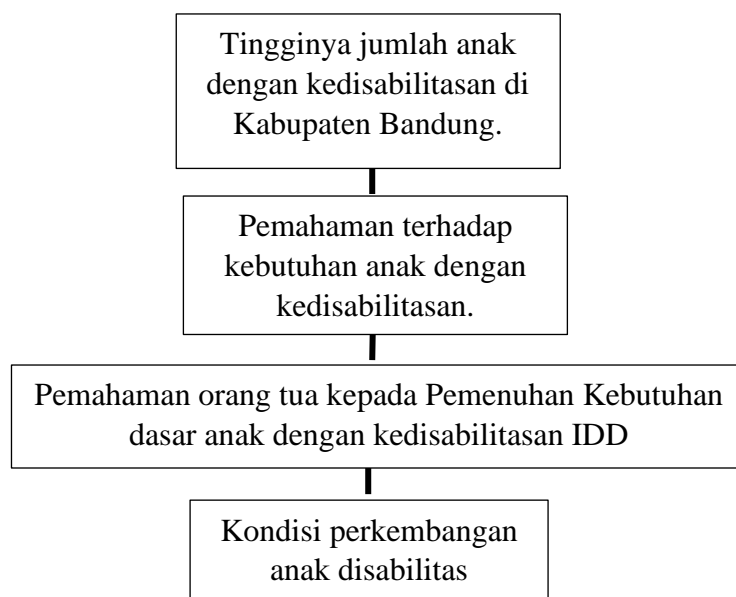 Tingginya jumlah anak
dengan kedisabilitasan di
Kabupaten Bandung.
Pemahaman terhadap
kebutuhan anak dengan
kedisabilitasan.
Pemahaman orang tua kepada Pemenuhan Kebutuhan
dasar anak dengan kedisabilitasan IDD
Kondisi perkembangan
anak disabilitas